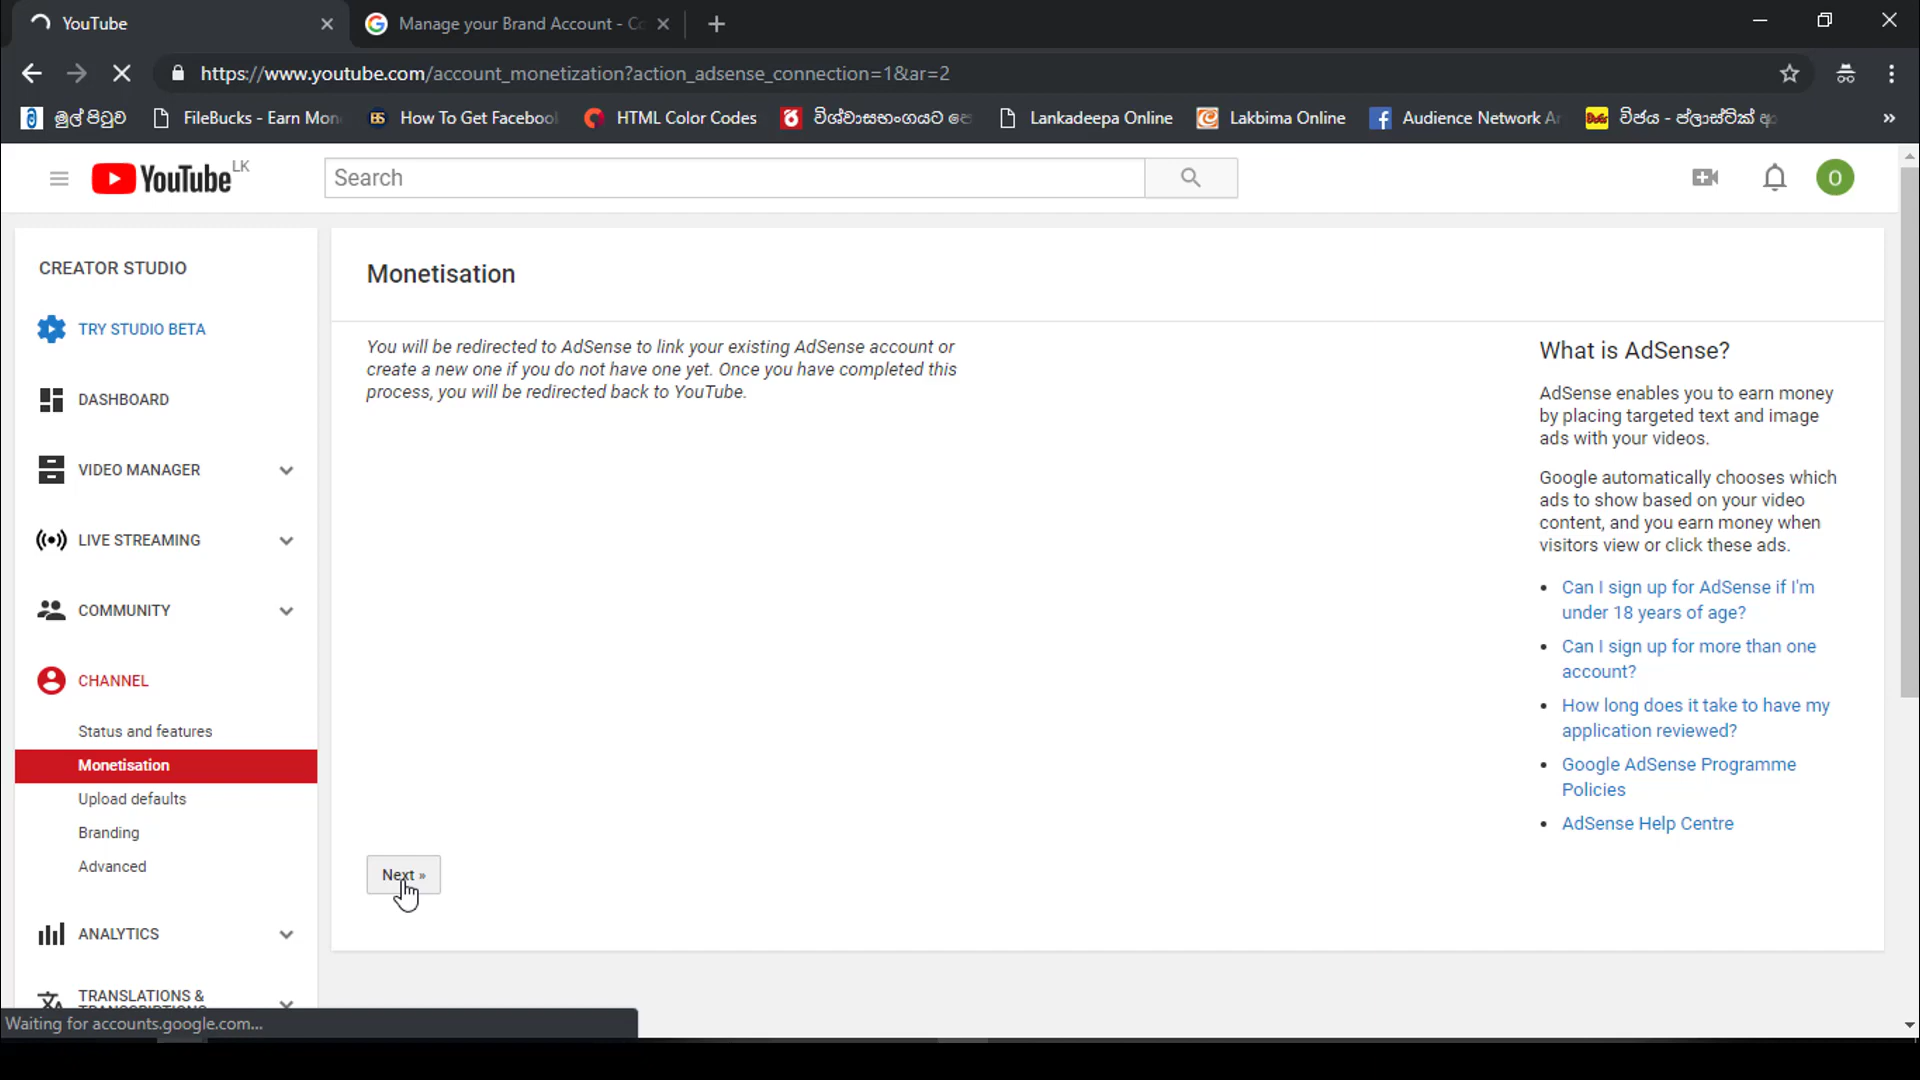 YouTube
Manage your Brand Account - Co
https://www.youtube.com/account_monetization?action_adsense_connection=1&ar=2
මුල් පිටුව
FileBucks - Earn Mon
How To Get Faceboo
HTML Color Codes
විශ්වාසභංගයට පෙ
Lankadeepa Online
Lakbima Online
Audience Network A
විජය - ප්ලාස්ටික් ආ
»
YouTube LK
Search
O
CREATOR STUDIO
TRY STUDIO BETA
DASHBOARD
VIDEO MANAGER
LIVE STREAMING
COMMUNITY
CHANNEL
Status and features
Monetisation
Upload defaults
Branding
Advanced
ANALYTICS
TRANSLATIONS &
TRANSCRIPTIONS
Monetisation
You will be redirected to AdSense to link your existing AdSense account or
create a new one if you do not have one yet. Once you have completed this
process, you will be redirected back to YouTube.
Next »
What is AdSense?
AdSense enables you to earn money
by placing targeted text and image
ads with your videos.
Google automatically chooses which
ads to show based on your video
content, and you earn money when
visitors view or click these ads.
• Can I sign up for AdSense if I'm
under 18 years of age?
• Can I sign up for more than one
account?
• How long does it take to have my
application reviewed?
• Google AdSense Programme
Policies
• AdSense Help Centre
Waiting for accounts.google.com...